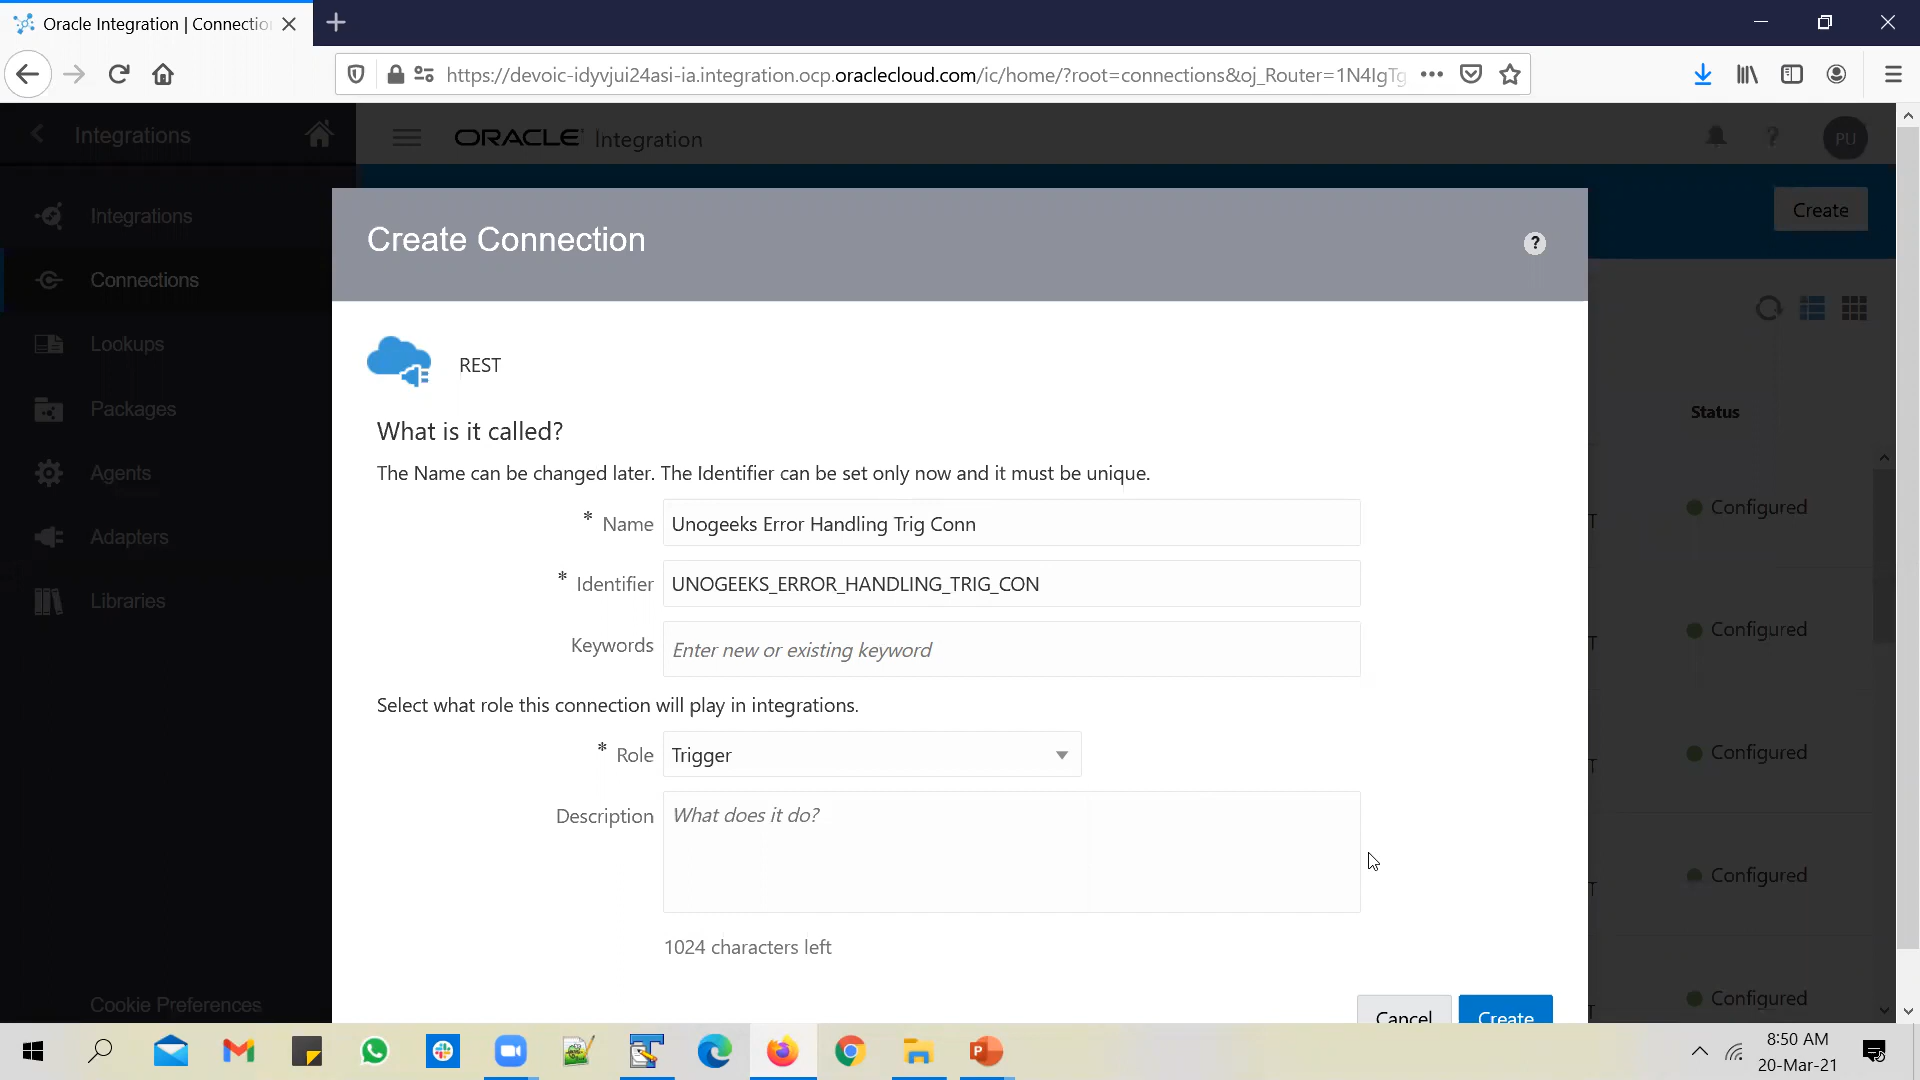 Oracle Integration | Connectio
https://devoic-idyvjui24asi-ia.integration.ocp.oraclecloud.com/ic/home/?root=connections&oj_Router=1N4IgTg
Integrations
ORACLE Integration
PU
Create
Integrations
Connections
Lookups
Packages
Agents
Adapters
Libraries
Cookie Preferences
Create Connection
?
REST
What is it called?
The Name can be changed later. The Identifier can be set only now and it must be unique.
* Name Unogeeks Error Handling Trig Conn
* Identifier UNOGEEKS_ERROR_HANDLING_TRIG_CON
Keywords Enter new or existing keyword
Select what role this connection will play in integrations.
* Role Trigger
Description What does it do?
1024 characters left
Cancel Create
Status
T Configured
T Configured
T Configured
T Configured
T Configured
8:50 AM
20-Mar-21